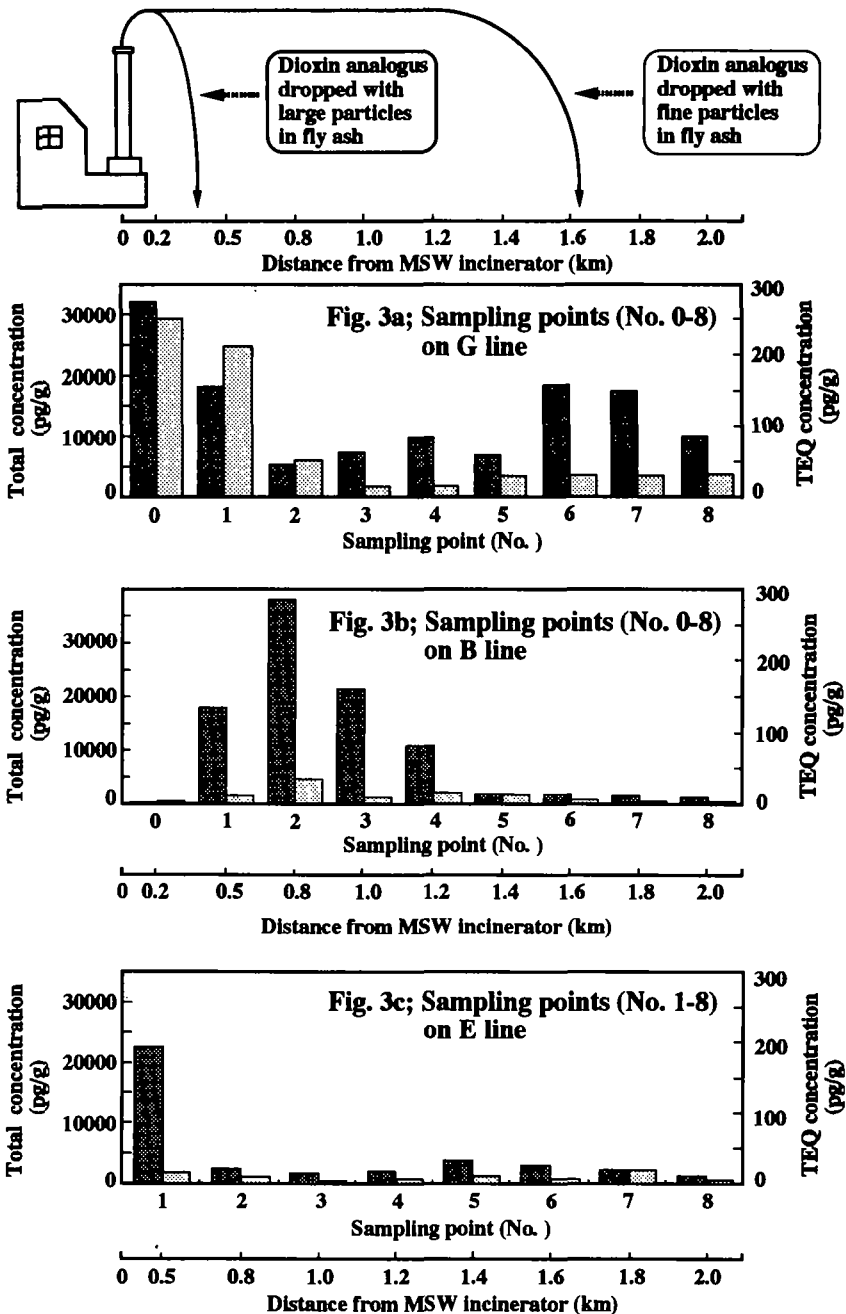 Dioxin analogus
dropped with
large particles
in fly ash
Dioxin analogus
dropped with
fine particles
in fly ash
0 0.2 0.5 0.8 1.0 1.2 1.4 1.6 1.8 2.0
Distance from MSW incinerator (km)
Fig. 3a; Sampling points (No. 0-8)
on G line
Total concentration
(pg/g)
30000
20000
10000
0
TEQ concentration
(pg/g)
300
200
100
0
0 1 2 3 4 5 6 7 8
Sampling point (No. )
Fig. 3b; Sampling points (No. 0-8)
on B line
Total concentration
(pg/g)
30000
20000
10000
0
TEQ concentration
(pg/g)
300
200
100
0
0 1 2 3 4 5 6 7 8
Sampling point (No. )
0 0.2 0.5 0.8 1.0 1.2 1.4 1.6 1.8 2.0
Distance from MSW incinerator (km)
Fig. 3c; Sampling points (No. 1-8)
on E line
Total concentration
(pg/g)
30000
20000
10000
0
TEQ concentration
(pg/g)
300
200
100
0
1 2 3 4 5 6 7 8
Sampling point (No. )
0 0.5 0.8 1.0 1.2 1.4 1.6 1.8 2.0
Distance from MSW incinerator (km)